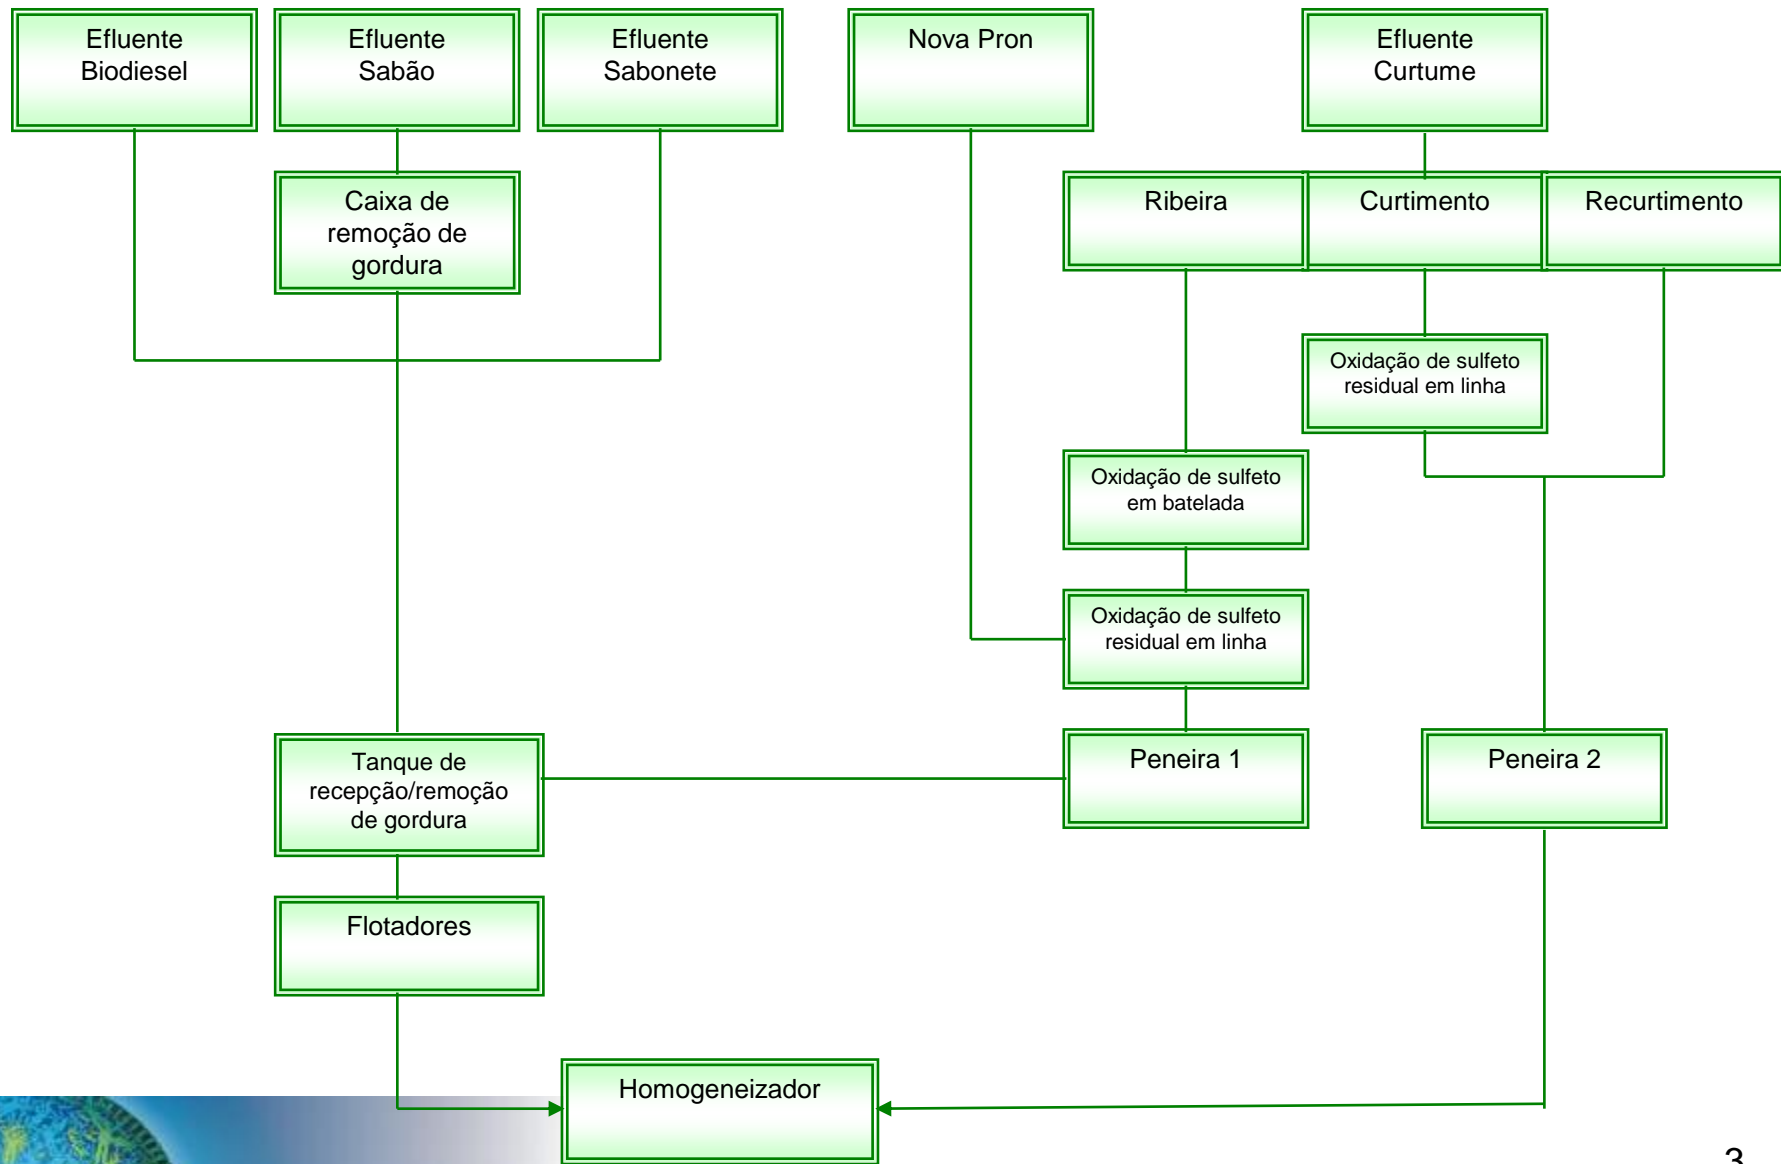 Efluente
Biodiesel
Efluente
Sabão
Efluente
Sabonete
Nova Pron
Efluente
Curtume
Caixa de
remoção de
gordura
Ribeira
Curtimento
Recurtimento
Oxidação de sulfeto
residual em linha
Oxidação de sulfeto
em batelada
Oxidação de sulfeto
residual em linha
Tanque de
recepção/remoção
de gordura
Peneira 1
Peneira 2
Flotadores
Homogeneizador
3